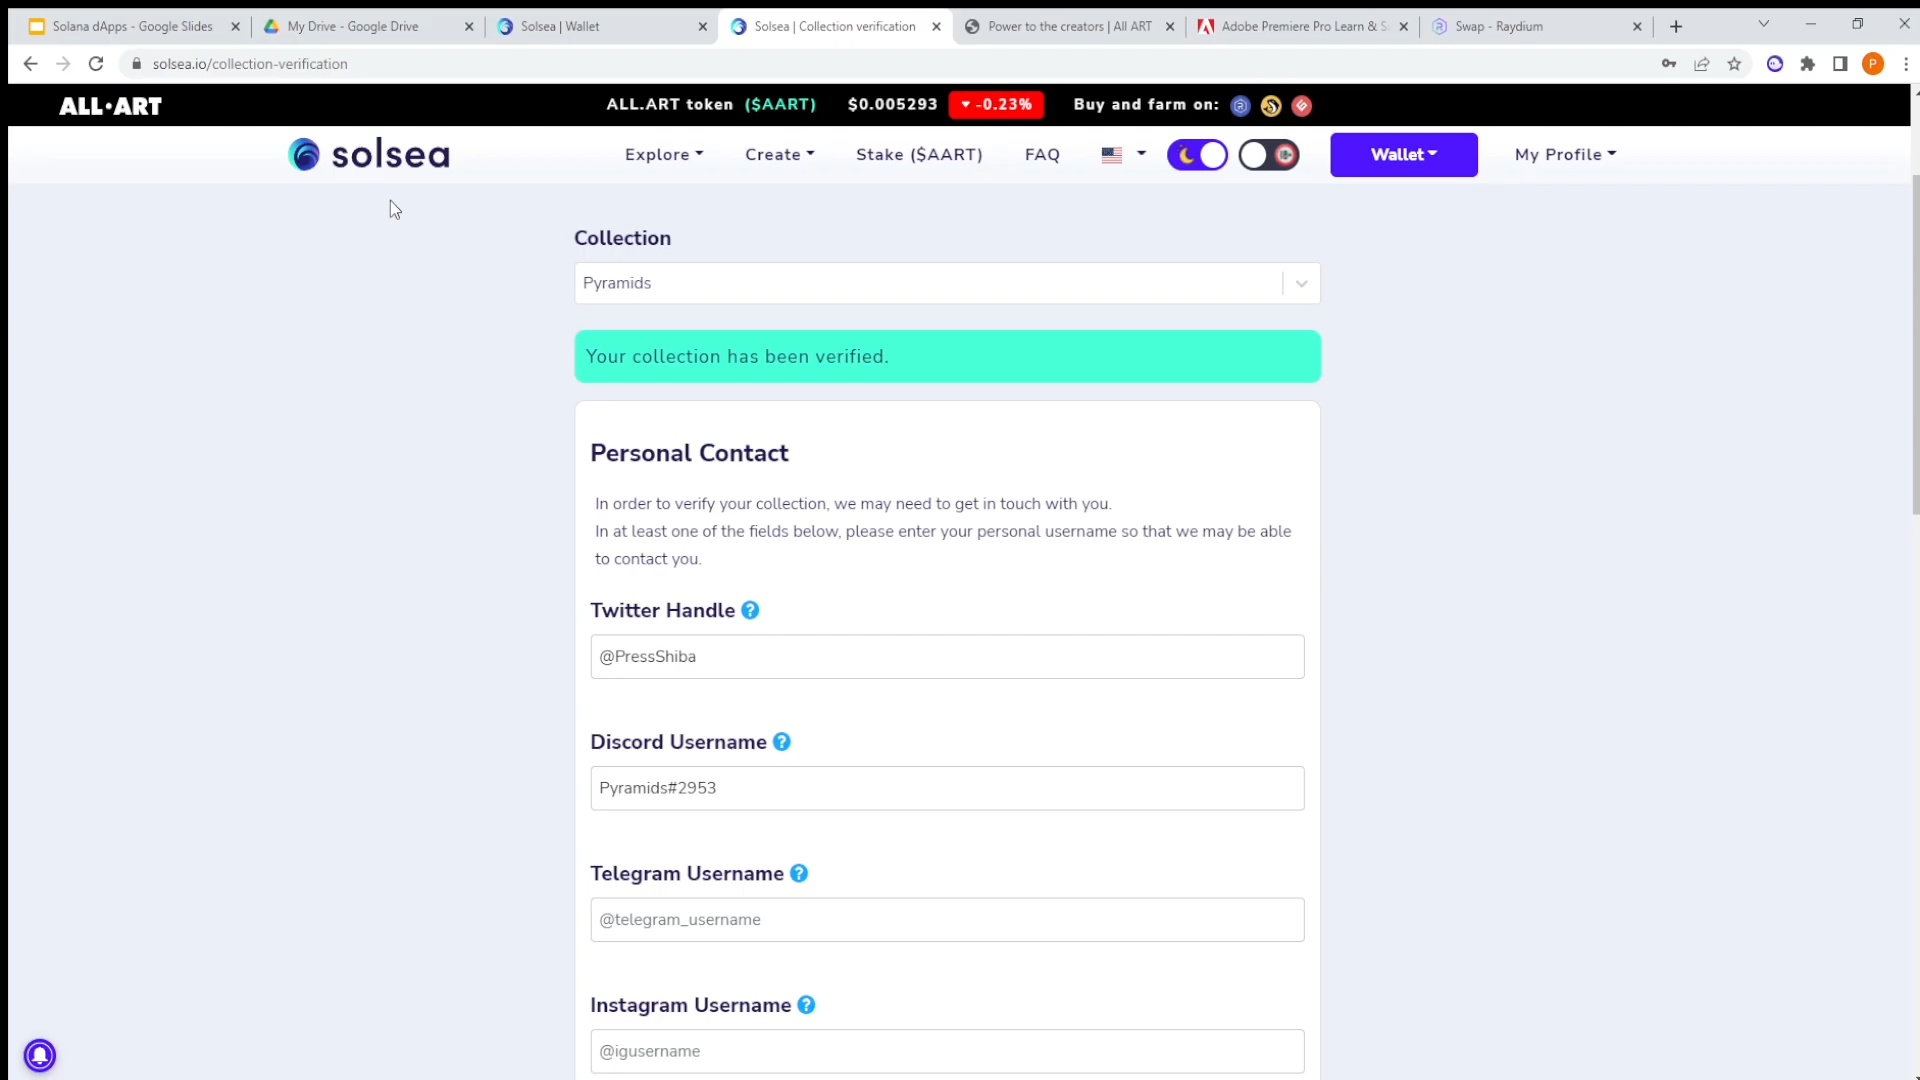 Solana dApps - Google Slides
My Drive - Google Drive
Solsea | Wallet
Solsea | Collection verification
Power to the creators | All ART
Adobe Premiere Pro Learn & S
Swap - Raydium
solsea.io/collection-verification
P
ALL•ART
ALL.ART token ($AART) $0.005293 -0.23% Buy and farm on:
solsea
Explore
Create
Stake ($AART)
FAQ
Wallet
My Profile
Collection
Pyramids
Your collection has been verified.
Personal Contact
In order to verify your collection, we may need to get in touch with you.
In at least one of the fields below, please enter your personal username so that we may be able
to contact you.
Twitter Handle ?
@PressShiba
Discord Username ?
Pyramids#2953
Telegram Username ?
@telegram_username
Instagram Username ?
@igusername